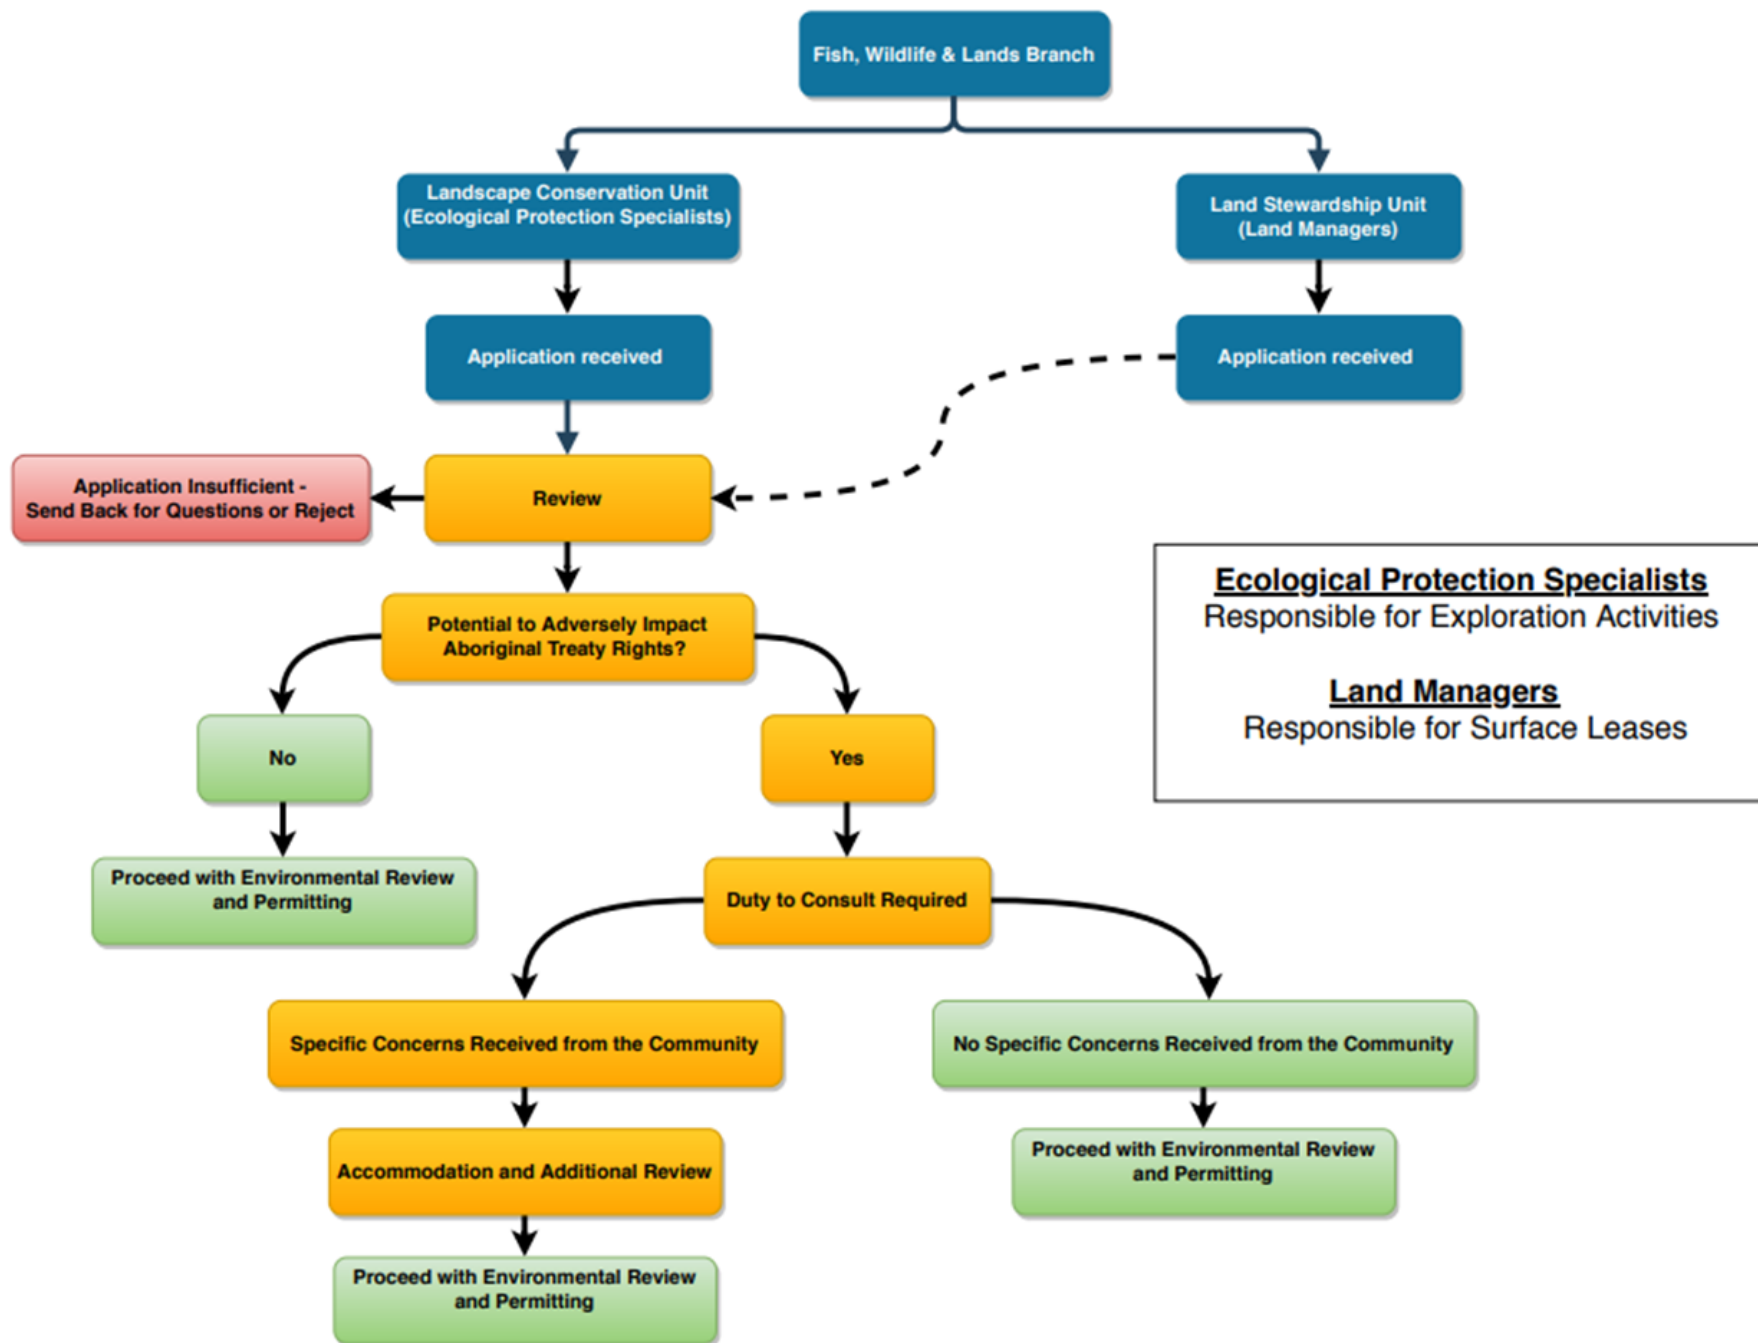 Fish, Wildlife & Lands Branch
Landscape Conservation Unit
(Ecological Protection Specialists)
Land Stewardship Unit
(Land Managers)
Application received
Application received
Application Insufficient -
Send Back for Questions or Reject
Review
Ecological Protection Specialists
Responsible for Exploration Activities
Land Managers
Responsible for Surface Leases
Potential to Adversely Impact
Aboriginal Treaty Rights?
No
Yes
Proceed with Environmental Review
and Permitting
Duty to Consult Required
Specific Concerns Received from the Community
No Specific Concerns Received from the Community
Accommodation and Additional Review
Proceed with Environmental Review
and Permitting
Proceed with Environmental Review
and Permitting